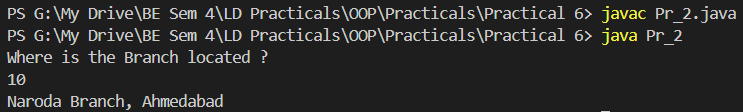 PS G:\My Drive\BE Sem 4\LD Practicals\OOP\Practicals\Practical 6> javac Pr_2.java
PS G:\My Drive\BE Sem 4\LD Practicals\OOP\Practicals\Practical 6> java Pr_2
Where is the Branch located ?
10
Naroda Branch, Ahmedabad